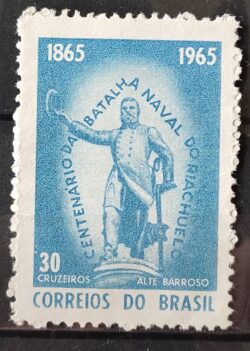 1865 1965
CENTENÁRIO DA BATALHA NAVAL DO RIACHUELO
30
CRUZEIROS ALTE BARROSO
CORREIOS DO BRASIL